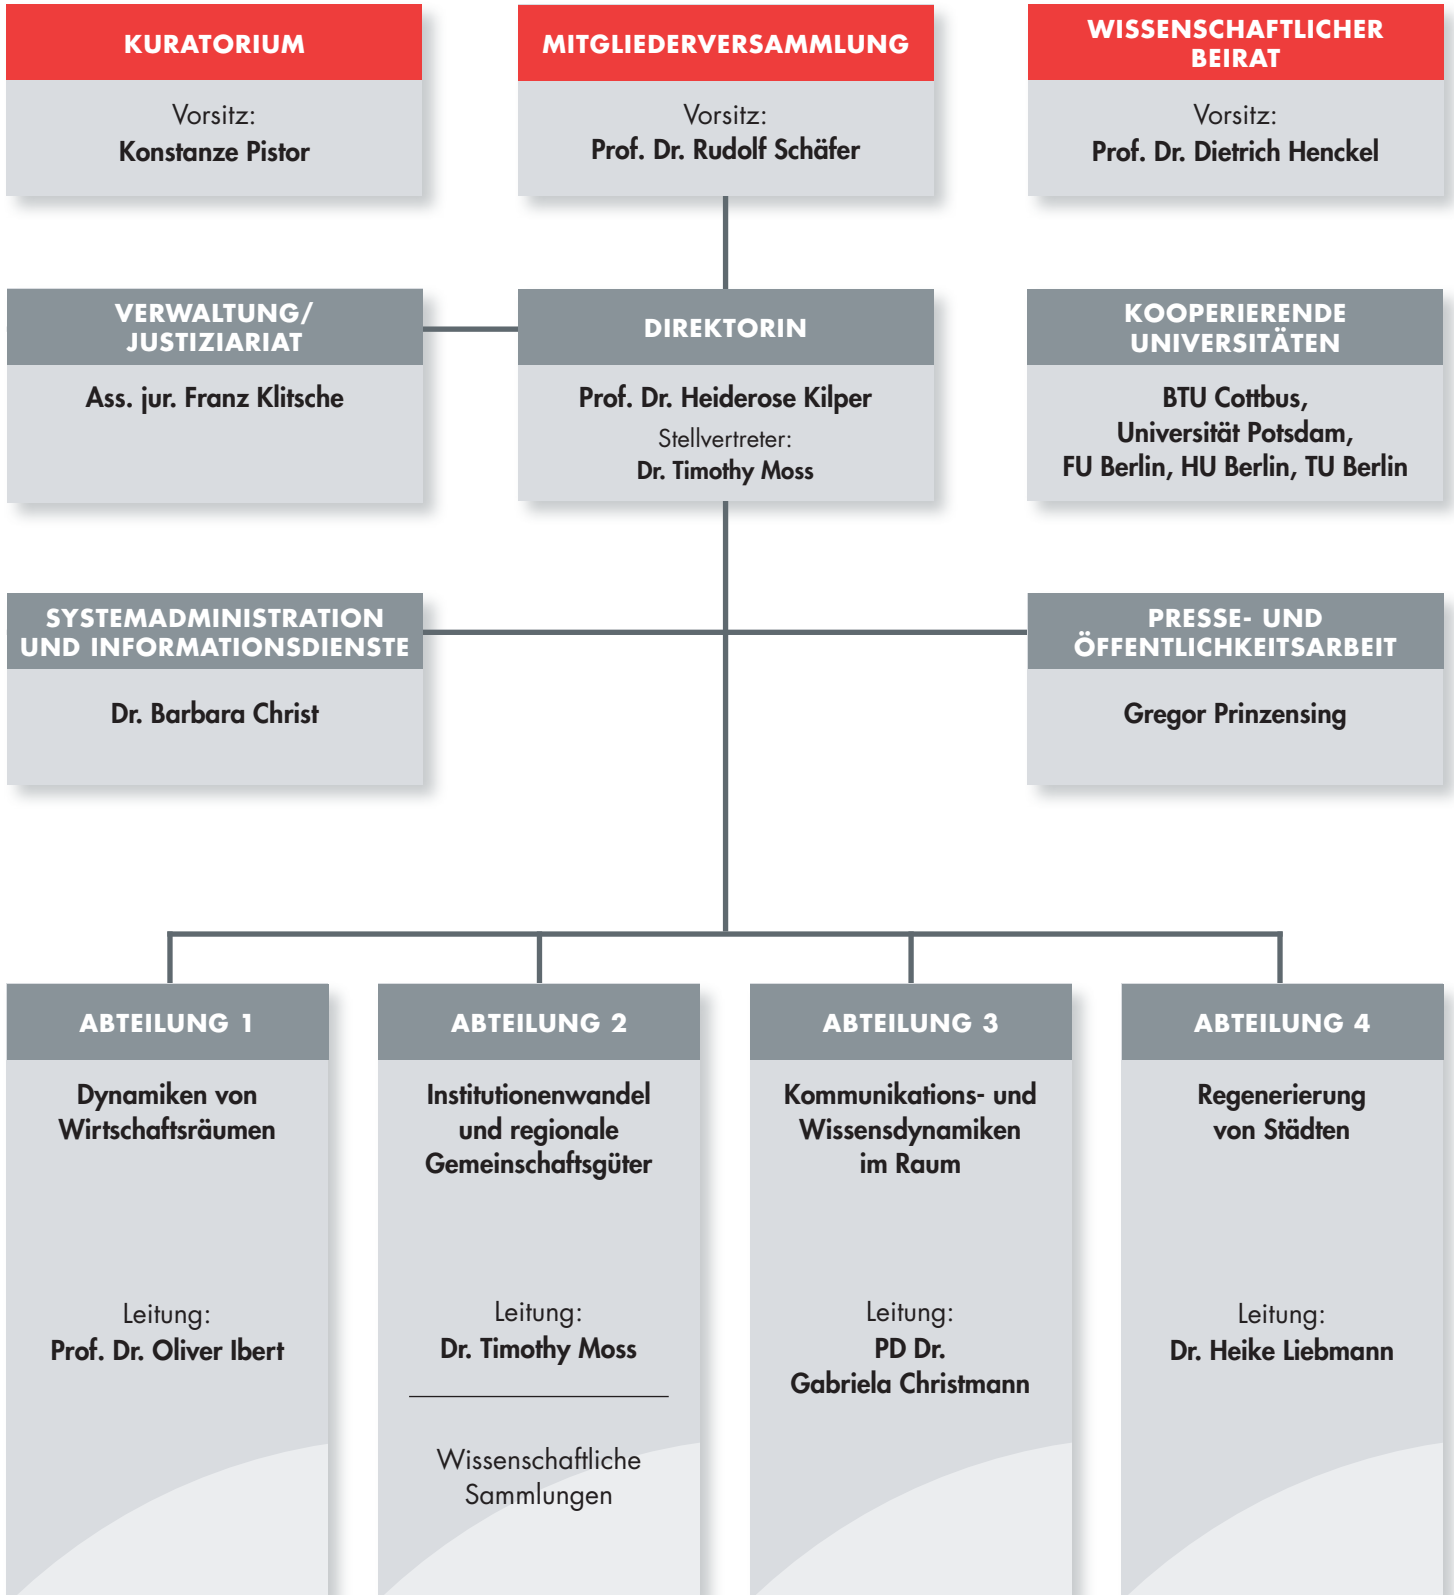 KURATORIUM
Vorsitz:
Konstanze Pistor
MITGLIEDERVERSAMMLUNG
Vorsitz:
Prof. Dr. Rudolf Schäfer
WISSENSCHAFTLICHER
BEIRAT
Vorsitz:
Prof. Dr. Dietrich Henckel
VERWALTUNG/
JUSTIZIARIAT
Ass. jur. Franz Klitsche
DIREKTORIN
Prof. Dr. Heiderose Kilper
Stellvertreter:
Dr. Timothy Moss
KOOPERIERENDE
UNIVERSITÄTEN
BTU Cottbus,
Universität Potsdam,
FU Berlin, HU Berlin, TU Berlin
SYSTEMADMINISTRATION
UND INFORMATIONSDIENSTE
Dr. Barbara Christ
PRESSE- UND
ÖFFENTLICHKEITSARBEIT
Gregor Prinzensing
ABTEILUNG 1
Dynamiken von
Wirtschaftsräumen
Leitung:
Prof. Dr. Oliver Ibert
ABTEILUNG 2
Institutionenwandel
und regionale
Gemeinschaftsgüter
Leitung:
Dr. Timothy Moss
Wissenschaftliche
Sammlungen
ABTEILUNG 3
Kommunikations- und
Wissensdynamiken
im Raum
Leitung:
PD Dr.
Gabriela Christmann
ABTEILUNG 4
Regenerierung
von Städten
Leitung:
Dr. Heike Liebmann